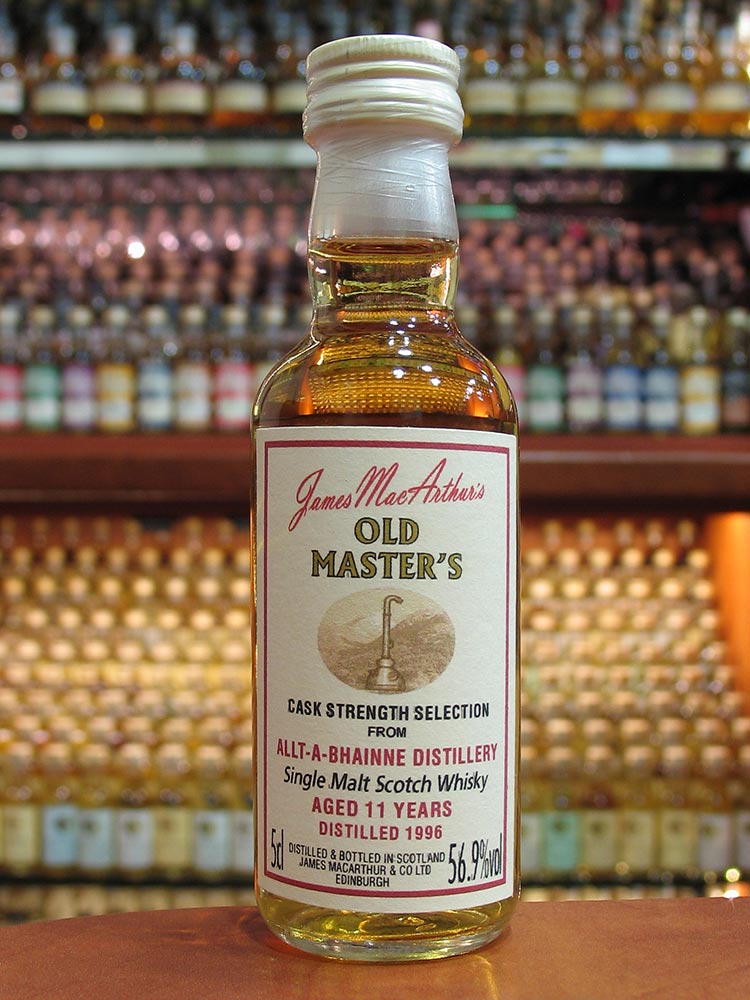 James MacArthur's
OLD
MASTER'S
CASK STRENGTH SELECTION
FROM
ALLT-A-BHAINNE DISTILLERY
Single Malt Scotch Whisky
AGED 11 YEARS
DISTILLED 1996
5cl
DISTILLED & BOTTLED IN SCOTLAND
JAMES MACARTHUR & CO LTD
EDINBURGH
56.9%vol